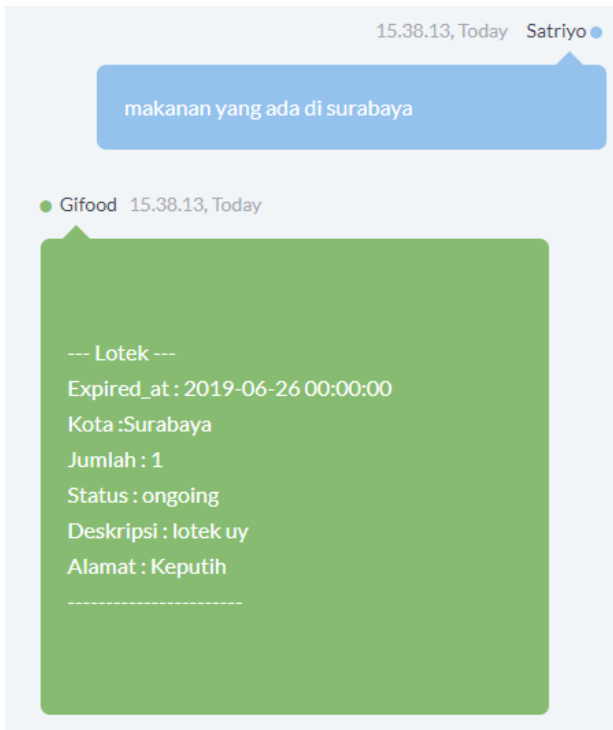 15.38.13, Today Satriyo
makanan yang ada di surabaya
Gifood 15.38.13, Today
--- Lotek ---
Expired_at : 2019-06-26 00:00:00
Kota :Surabaya
Jumlah : 1
Status : ongoing
Deskripsi : lotek uy
Alamat : Keputih
-----------------------